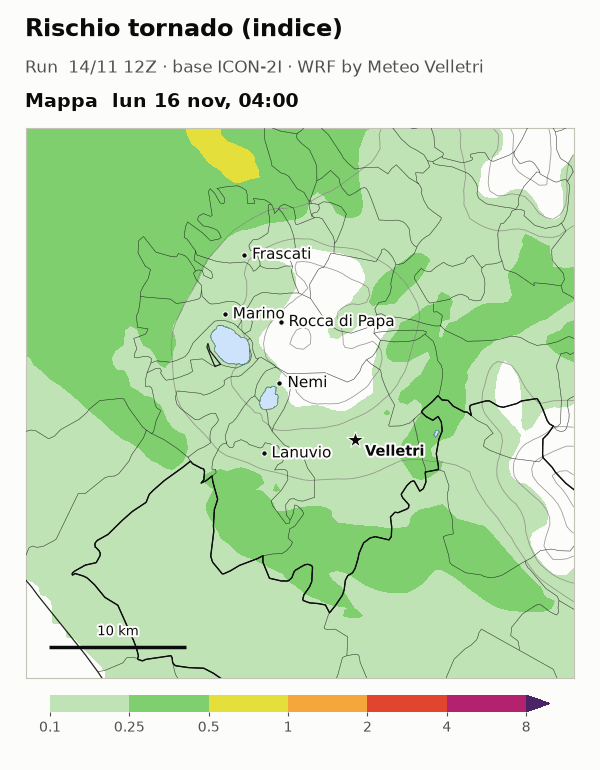 Rischio tornado (indice)
Run  14/11 12Z · base ICON-2I · WRF by Meteo Velletri
Mappa  lun 16 nov, 04:00
Frascati
Marino
Rocca di Papa
Nemi
Velletri
Lanuvio
10 km
0.1 0.25 0.5 1 2 4 8